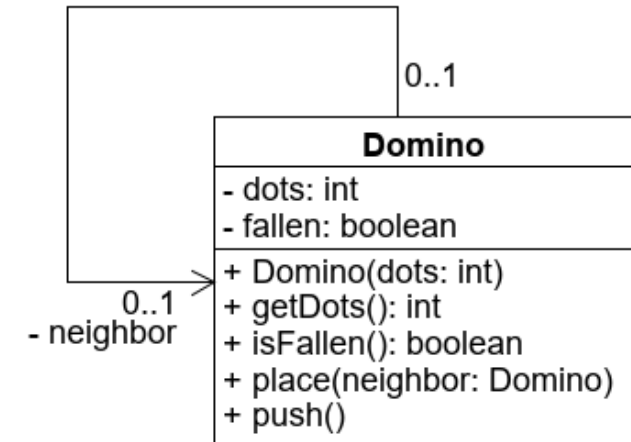 0..1
Domino
- dots: int
- fallen: boolean
+ Domino(dots: int)
0..1
+ getDots(): int
- neighbor
+ isFallen(): boolean
+ place(neighbor: Domino)
+ push()